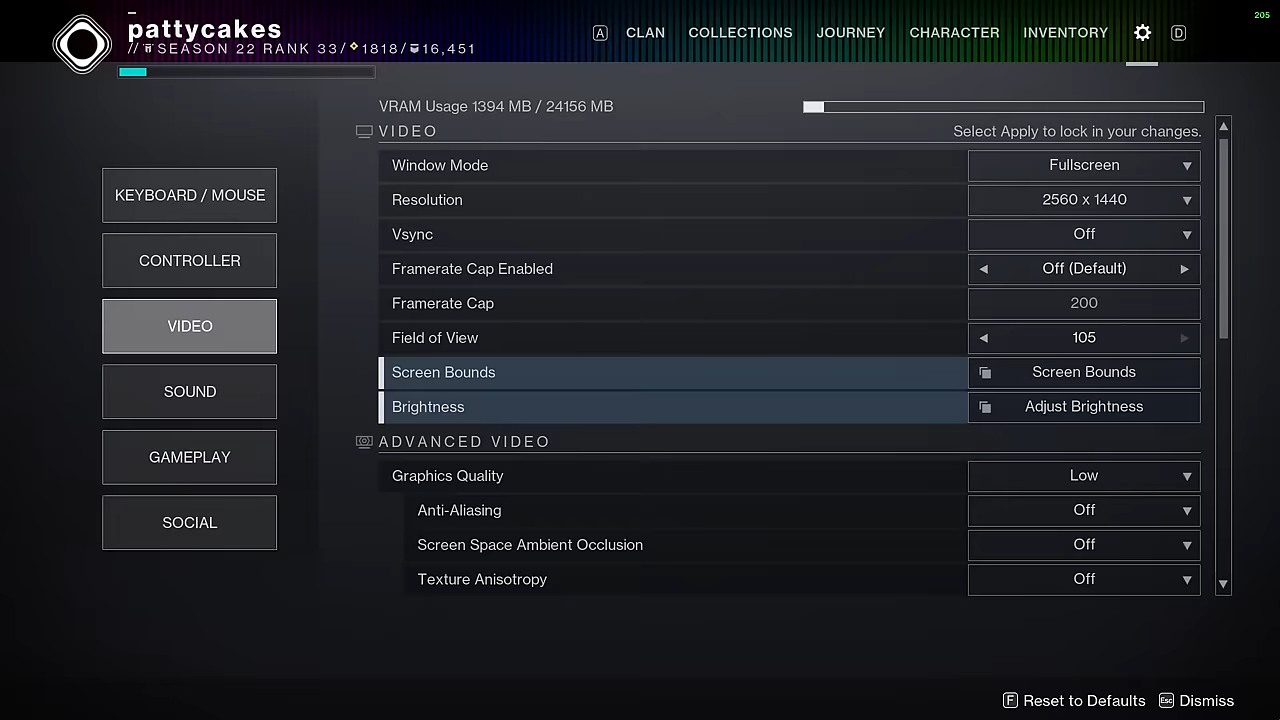 205
pattycakes
A CLAN COLLECTIONS JOURNEY CHARACTER INVENTORY D
// SEASON 22 RANK 33/ 1818/ 16,451
VRAM Usage 1394 MB / 24156 MB
VIDEO Select Apply to lock in your changes.
Window Mode Fullscreen
Resolution 2560 x 1440
Vsync Off
Framerate Cap Enabled Off (Default)
Framerate Cap 200
Field of View 105
Screen Bounds Screen Bounds
Brightness Adjust Brightness
ADVANCED VIDEO
Graphics Quality Low
Anti-Aliasing Off
Screen Space Ambient Occlusion Off
Texture Anisotropy Off
KEYBOARD / MOUSE
CONTROLLER
VIDEO
SOUND
GAMEPLAY
SOCIAL
F Reset to Defaults Esc Dismiss